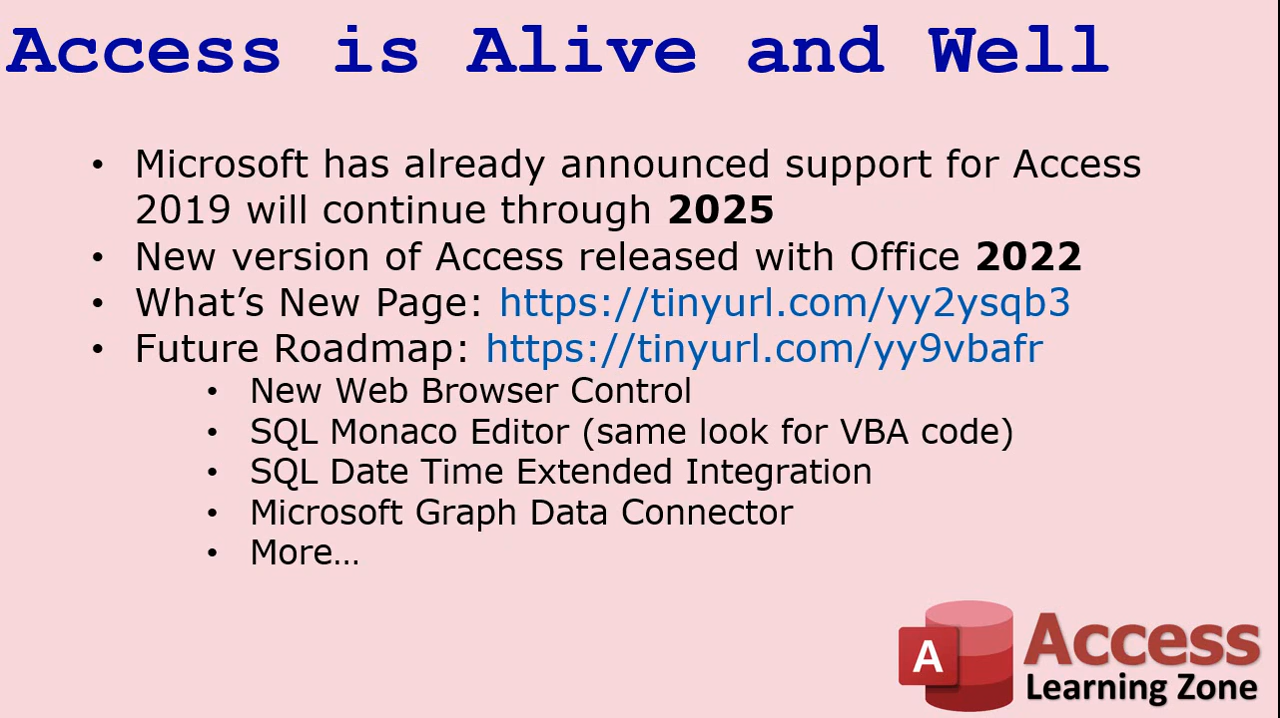 Access is Alive and Well
• Microsoft has already announced support for Access
2019 will continue through 2025
• New version of Access released with Office 2022
• What’s New Page: https://tinyurl.com/yy2ysqb3
• Future Roadmap: https://tinyurl.com/yy9vbafr
• New Web Browser Control
• SQL Monaco Editor (same look for VBA code)
• SQL Date Time Extended Integration
• Microsoft Graph Data Connector
• More…
A
Access
Learning Zone